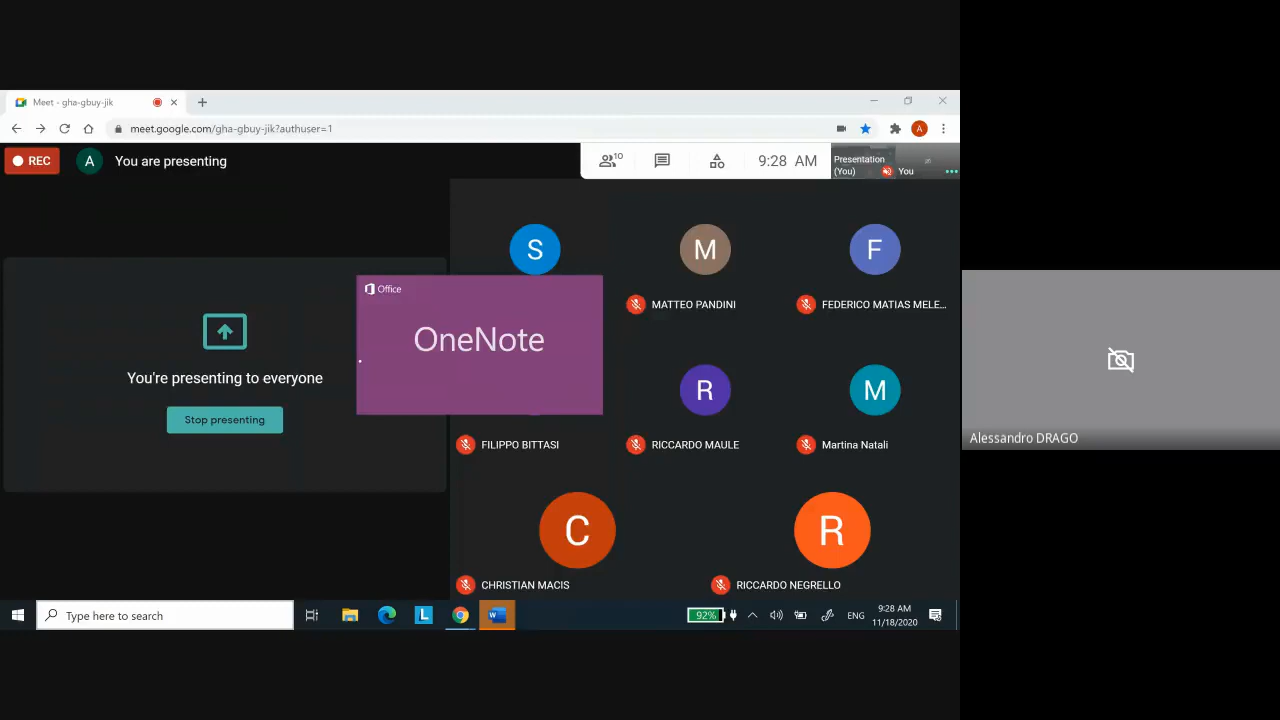 Meet - gha-gbuy-jik
meet.google.com/gha-gbuy-jik?authuser=1
A
REC
A
You are presenting
10
9:28 AM
Presentation
(You)
You
S
M
F
MATTEO PANDINI
FEDERICO MATIAS MELE...
Office
OneNote
You're presenting to everyone
Stop presenting
R
M
FILIPPO BITTASI
RICCARDO MAULE
Martina Natali
Alessandro DRAGO
C
R
CHRISTIAN MACIS
RICCARDO NEGRELLO
Type here to search
L
W
92%
ENG
9:28 AM
11/18/2020